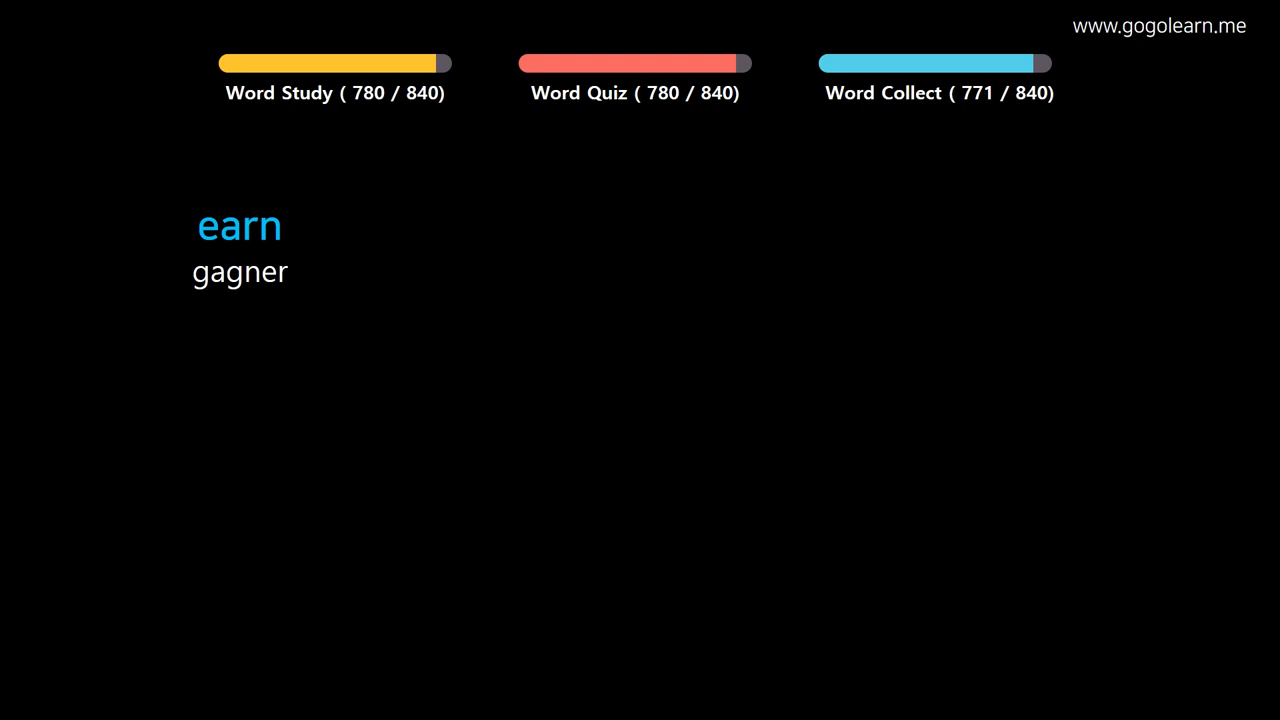 www.gogolearn.me
Word Study ( 780 / 840)
Word Quiz ( 780 / 840)
Word Collect ( 771 / 840)
earn
gagner